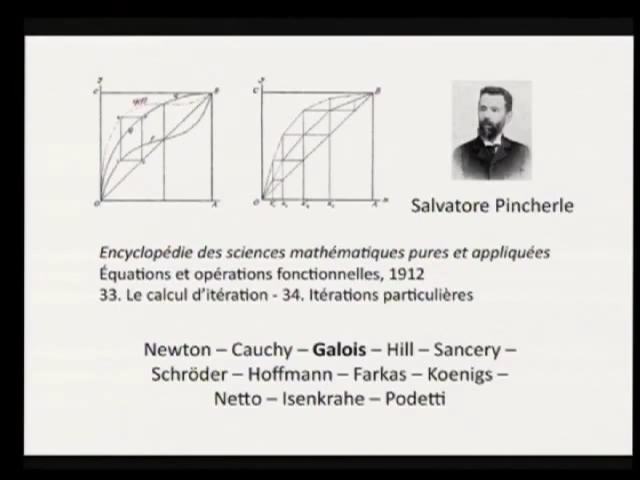 Salvatore Pincherle
Encyclopédie des sciences mathématiques pures et appliquées
Équations et opérations fonctionnelles, 1912
33. Le calcul d'itération - 34. Itérations particulières
Newton – Cauchy – Galois – Hill – Sancery –
Schröder – Hoffmann – Farkas – Koenigs –
Netto – Isenkrahe – Podetti